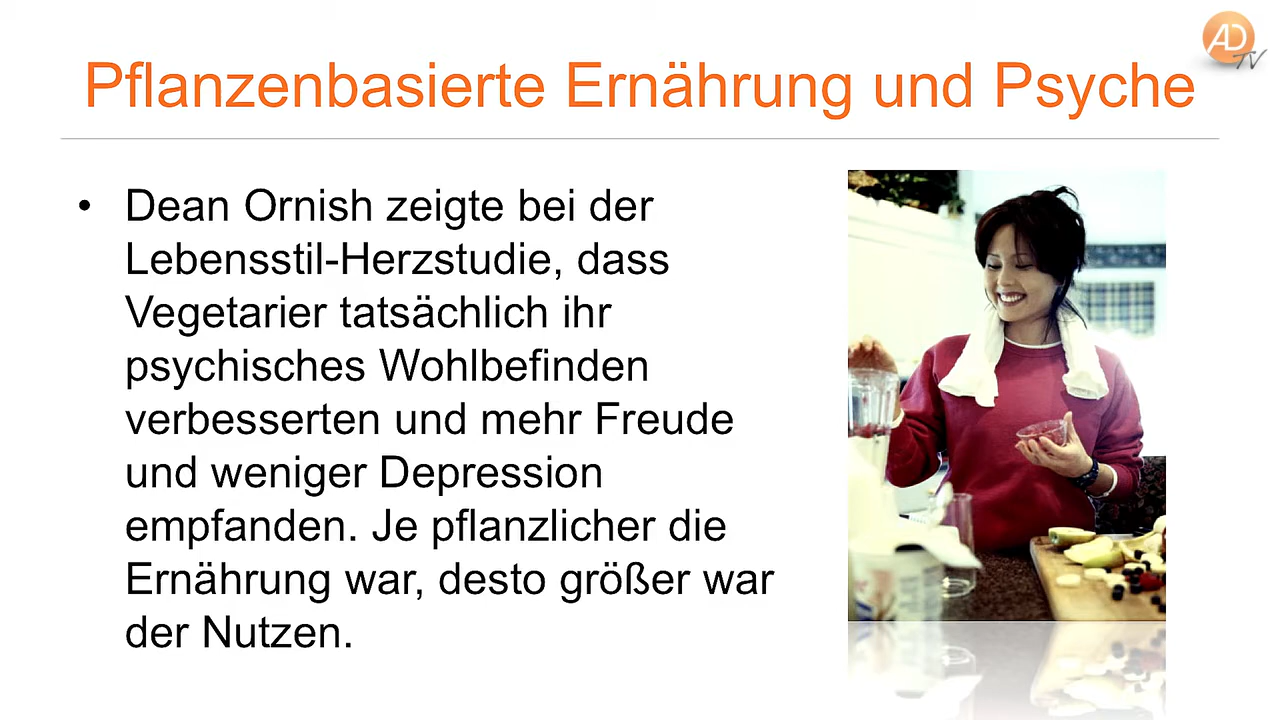 AD
TV
Pflanzenbasierte Ernährung und Psyche
• Dean Ornish zeigte bei der
Lebensstil-Herzstudie, dass
Vegetarier tatsächlich ihr
psychisches Wohlbefinden
verbesserten und mehr Freude
und weniger Depression
empfanden. Je pflanzlicher die
Ernährung war, desto größer war
der Nutzen.